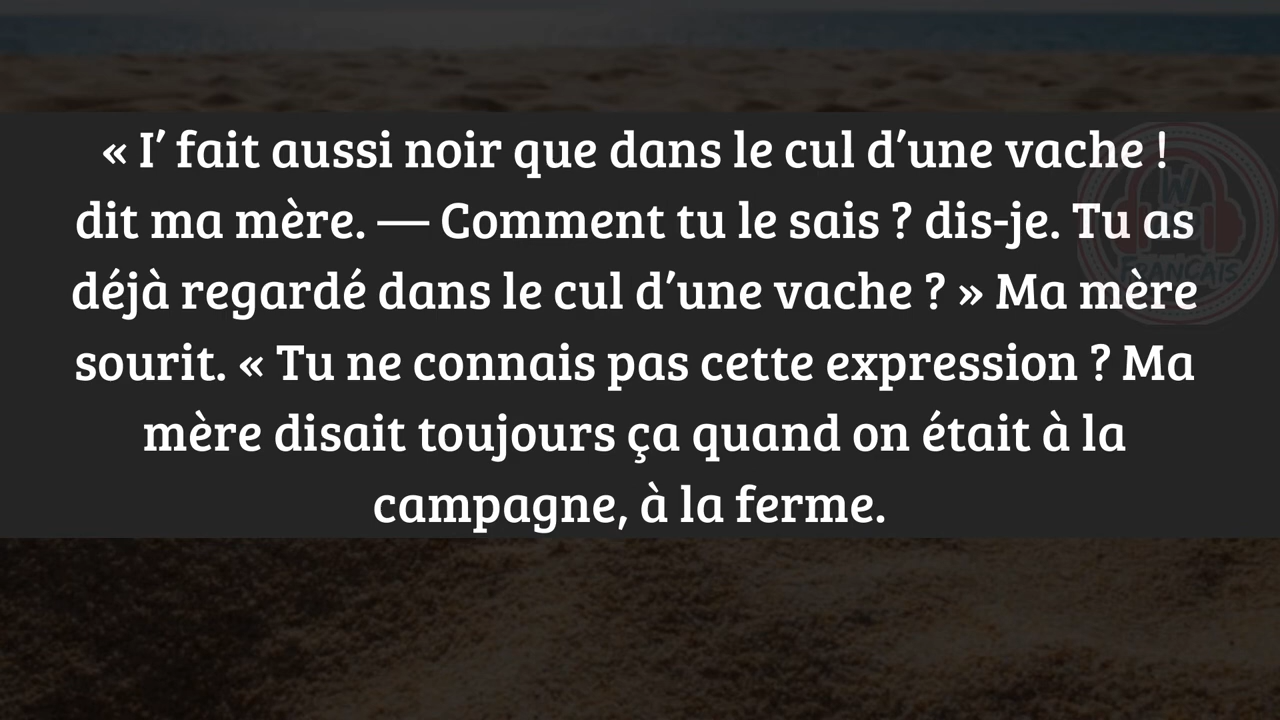 « I’ fait aussi noir que dans le cul d’une vache !
dit ma mère. — Comment tu le sais ? dis-je. Tu as
déjà regardé dans le cul d’une vache ? » Ma mère
sourit. « Tu ne connais pas cette expression ? Ma
mère disait toujours ça quand on était à la
campagne, à la ferme.
W
FRANÇAIS